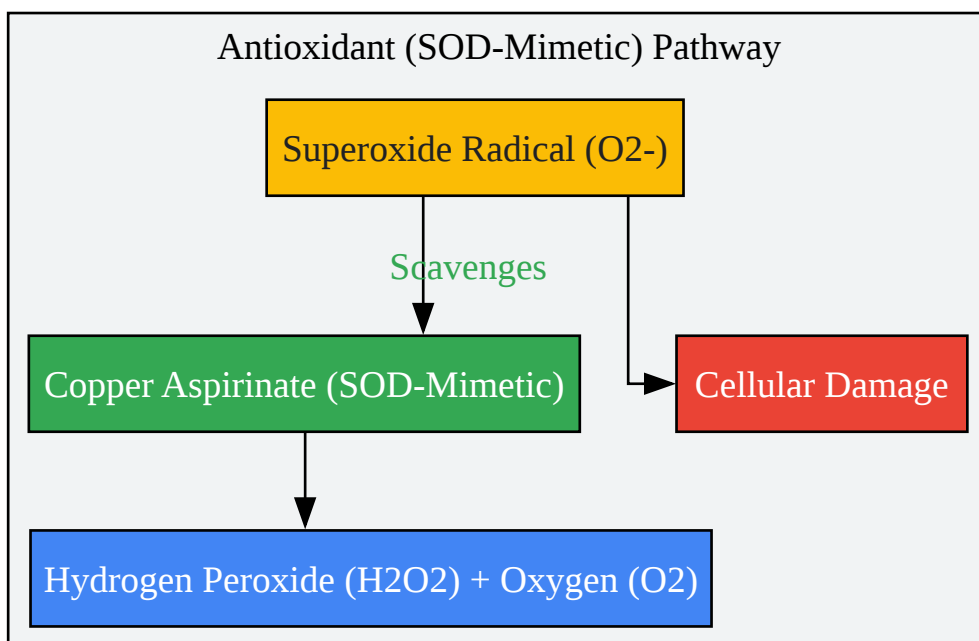 Antioxidant (SOD-Mimetic) Pathway
Superoxide Radical (O2-)
Scavenges
Copper Aspirinate (SOD-Mimetic)
Cellular Damage
Hydrogen Peroxide (H2O2) + Oxygen (O2)